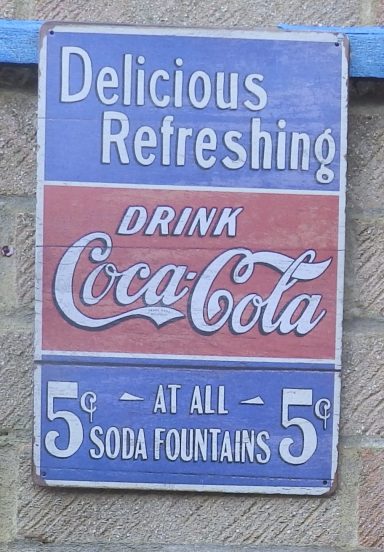 Delicious
Refreshing
DRINK
Coca-Cola
5¢ AT ALL 5¢
SODA FOUNTAINS